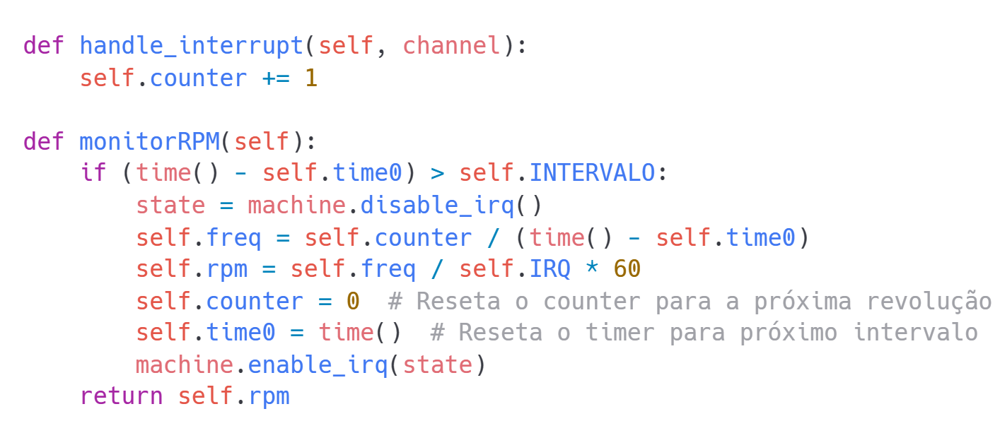 def handle_interrupt(self, channel):
    self.counter += 1

def monitorRPM(self):
    if (time() - self.time0) > self.INTERVALO:
        state = machine.disable_irq()
        self.freq = self.counter / (time() - self.time0)
        self.rpm = self.freq / self.IRQ * 60
        self.counter = 0  # Reseta o counter para a próxima revolução
        self.time0 = time()  # Reseta o timer para próximo intervalo
        machine.enable_irq(state)
    return self.rpm